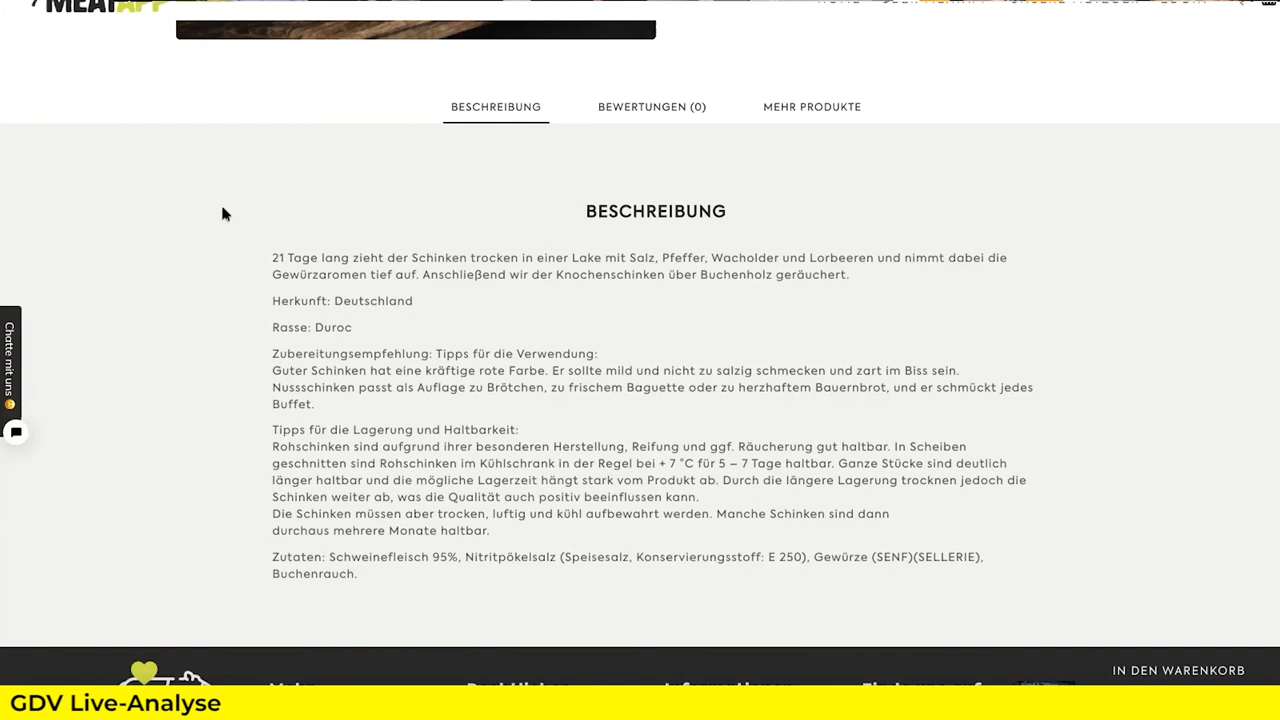 MEATAPP
BESCHREIBUNG
BEWERTUNGEN (0)
MEHR PRODUKTE
BESCHREIBUNG
21 Tage lang zieht der Schinken trocken in einer Lake mit Salz, Pfeffer, Wacholder und Lorbeeren und nimmt dabei die
Gewürzaromen tief auf. Anschließend wir der Knochenschinken über Buchenholz geräuchert.
Herkunft: Deutschland
Rasse: Duroc
Zubereitungsempfehlung: Tipps für die Verwendung:
Guter Schinken hat eine kräftige rote Farbe. Er sollte mild und nicht zu salzig schmecken und zart im Biss sein.
Nussschinken passt als Auflage zu Brötchen, zu frischem Baguette oder zu herzhaftem Bauernbrot, und er schmückt jedes
Buffet.
Tipps für die Lagerung und Haltbarkeit:
Rohschinken sind aufgrund ihrer besonderen Herstellung, Reifung und ggf. Räucherung gut haltbar. In Scheiben
geschnitten sind Rohschinken im Kühlschrank in der Regel bei + 7 °C für 5 – 7 Tage haltbar. Ganze Stücke sind deutlich
länger haltbar und die mögliche Lagerzeit hängt stark vom Produkt ab. Durch die längere Lagerung trocknen jedoch die
Schinken weiter ab, was die Qualität auch positiv beeinflussen kann.
Die Schinken müssen aber trocken, luftig und kühl aufbewahrt werden. Manche Schinken sind dann
durchaus mehrere Monate haltbar.
Zutaten: Schweinefleisch 95%, Nitritpökelsalz (Speisesalz, Konservierungsstoff: E 250), Gewürze (SENF)(SELLERIE),
Buchenrauch.
Chatte mit uns
IN DEN WARENKORB
GDV Live-Analyse